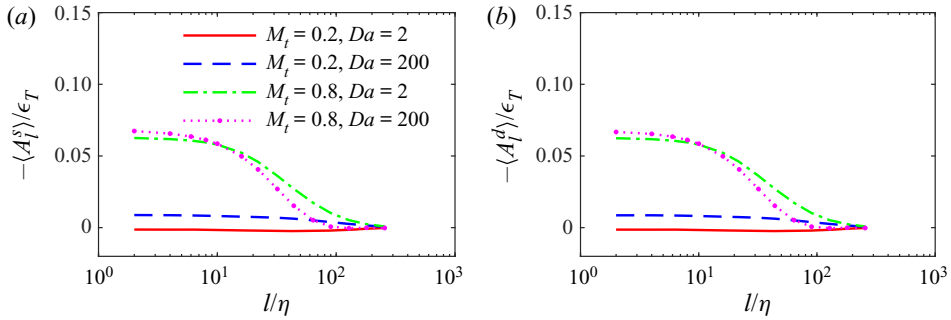 (a)
−⟨A_l^s⟩/ϵ_T
0.15
0.10
0.05
0
M_t = 0.2, Da = 2
M_t = 0.2, Da = 200
M_t = 0.8, Da = 2
M_t = 0.8, Da = 200
10^0 10^1 10^2 10^3
l/η
(b)
−⟨A_l^d⟩/ϵ_T
0.15
0.10
0.05
0
10^0 10^1 10^2 10^3
l/η